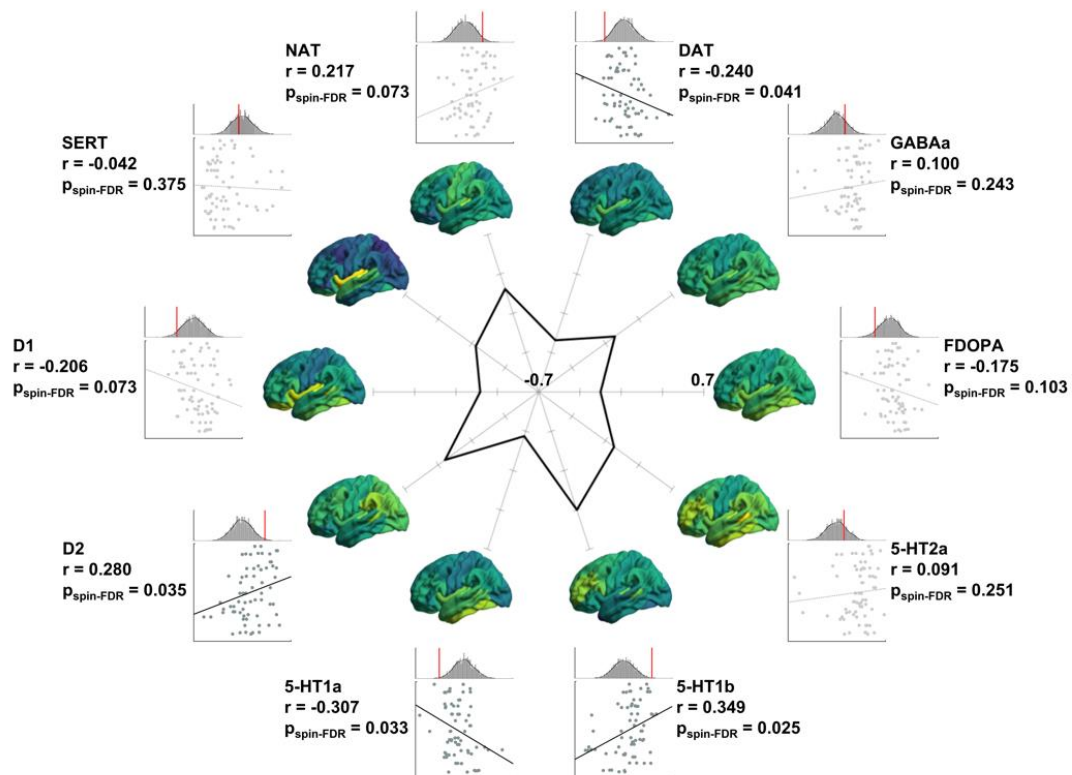 NAT
r = 0.217
pspin-FDR = 0.073
DAT
r = -0.240
pspin-FDR = 0.041
SERT
r = -0.042
pspin-FDR = 0.375
GABAa
r = 0.100
pspin-FDR = 0.243
D1
r = -0.206
pspin-FDR = 0.073
-0.7
0.7
FDOPA
r = -0.175
pspin-FDR = 0.103
D2
r = 0.280
pspin-FDR = 0.035
5-HT2a
r = 0.091
pspin-FDR = 0.251
5-HT1a
r = -0.307
pspin-FDR = 0.033
5-HT1b
r = 0.349
pspin-FDR = 0.025